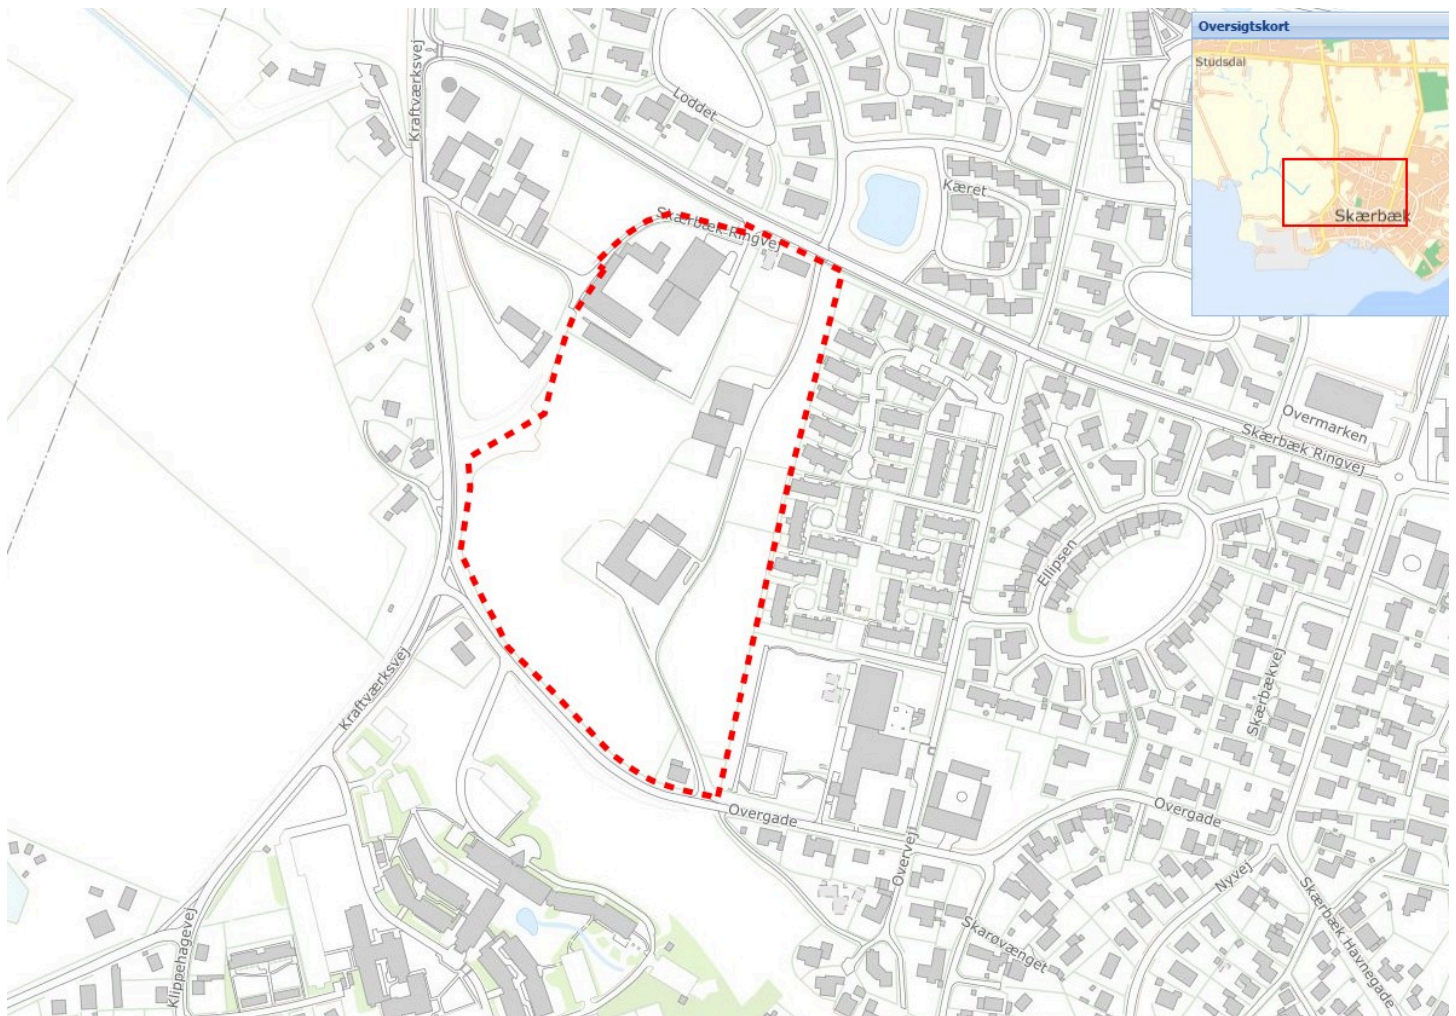 Oversigtskort
Studsdal
Skærbæk
Kraftværksvej
Loddet
Kæret
Skærbæk Ringvej
Overmarken
Skærbæk Ringvej
Ellipsen
Kraftværksvej
Skærbækvej
Overgade
Overgade
Overvej
Nyvej
Skærbæk Havnegade
Skarøvænget
Klippehagevej